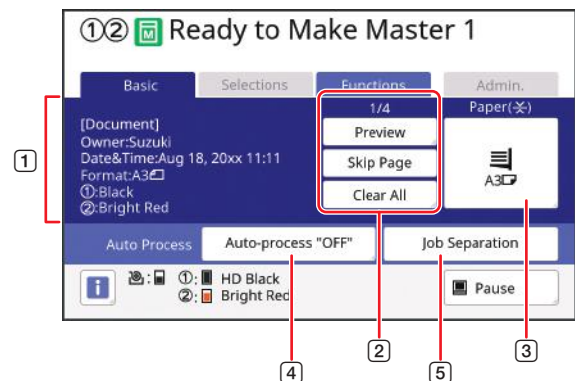 ①② M Ready to Make Master 1
Basic Selections Functions Admin.
1/4 Paper(
[Document]
Owner:Suzuki
Date&Time:Aug 18, 20xx 11:11
Format:A3
①:Black
②:Bright Red
Preview
Skip Page
Clear All
A3
1
Auto Process Auto-process "OFF" Job Separation
i ①: HD Black
②: Bright Red
Pause
2
3
4
5